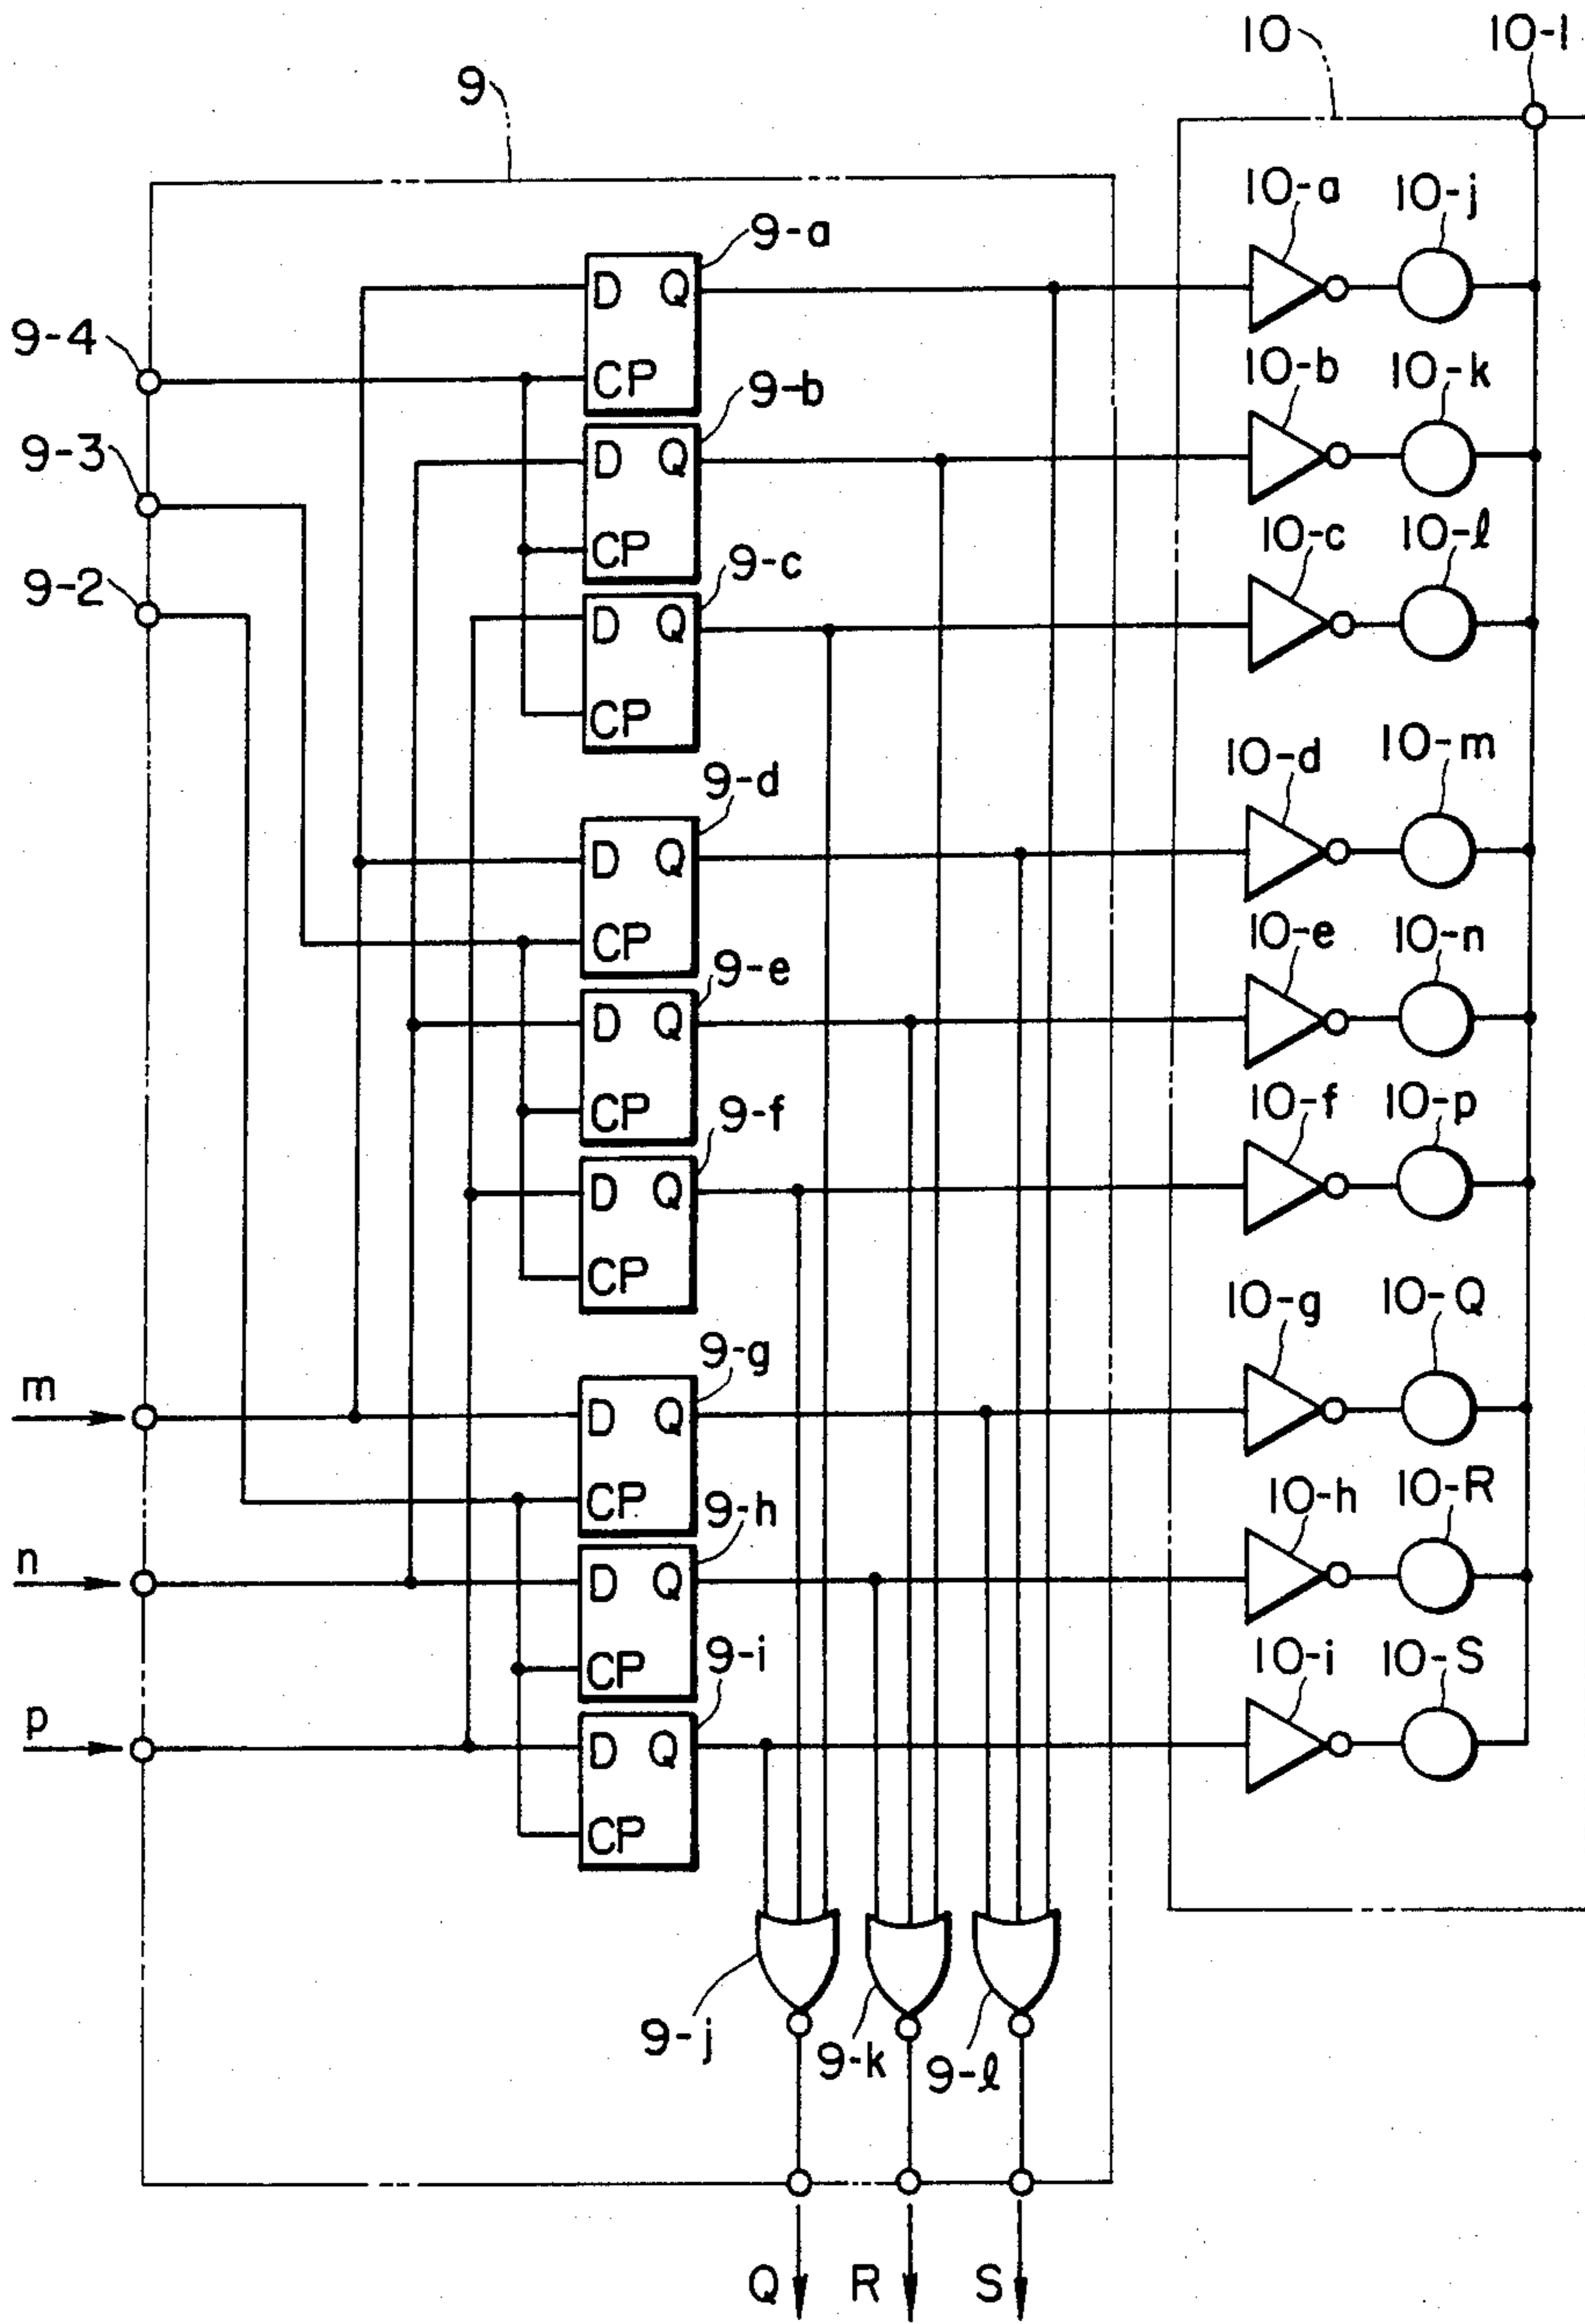 10 10-1
9
10-a 10-j
9-a
D Q
9-4
CP
10-b 10-k
9-b
9-3
D Q
CP
10-c 10-ℓ
9-c
9-2
D Q
CP
10-d 10-m
9-d
D Q
CP
10-e 10-n
9-e
D Q
CP
10-f 10-p
9-f
D Q
CP
10-g 10-Q
9-g
m
D Q
CP
10-h 10-R
9-h
n
D Q
CP
10-i 10-S
9-i
p
D Q
CP
9-j 9-k 9-ℓ
Q R S